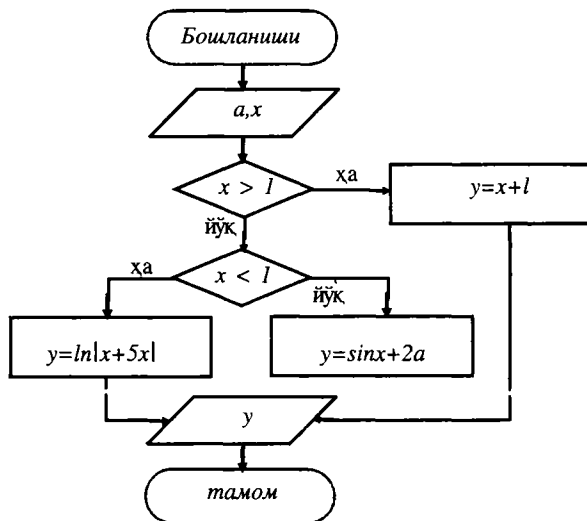 Бошланиши
a,x
x > 1
ҳа
y=x+1
йўқ
ҳа
x < 1
йўқ
y=ln|x+5x|
y=sinx+2a
y
тамом